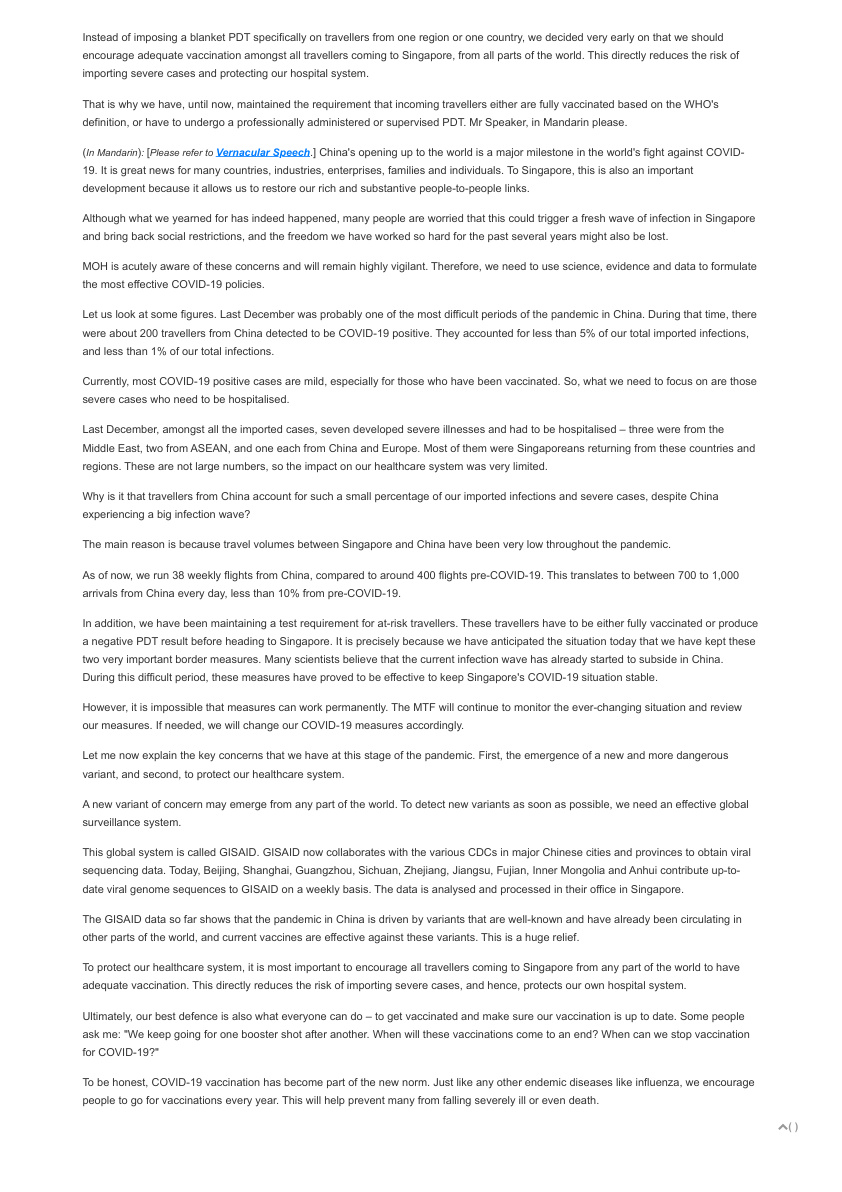 Instead of imposing a blanket PDT specifically on travellers from one region or one country, we decided very early on that we should
encourage adequate vaccination amongst all travellers coming to Singapore, from all parts of the world. This directly reduces the risk of
importing severe cases and protecting our hospital system.
That is why we have, until now, maintained the requirement that incoming travellers either are fully vaccinated based on the WHO's
definition, or have to undergo a professionally administered or supervised PDT. Mr Speaker, in Mandarin please.
(In Mandarin): [Please refer to Vernacular Speech.] China's opening up to the world is a major milestone in the world's fight against COVID-
19. It is great news for many countries, industries, enterprises, families and individuals. To Singapore, this is also an important
development because it allows us to restore our rich and substantive people-to-people links.
Although what we yearned for has indeed happened, many people are worried that this could trigger a fresh wave of infection in Singapore
and bring back social restrictions, and the freedom we have worked so hard for the past several years might also be lost.
MOH is acutely aware of these concerns and will remain highly vigilant. Therefore, we need to use science, evidence and data to formulate
the most effective COVID-19 policies.
Let us look at some figures. Last December was probably one of the most difficult periods of the pandemic in China. During that time, there
were about 200 travellers from China detected to be COVID-19 positive. They accounted for less than 5% of our total imported infections,
and less than 1% of our total infections.
Currently, most COVID-19 positive cases are mild, especially for those who have been vaccinated. So, what we need to focus on are those
severe cases who need to be hospitalised.
Last December, amongst all the imported cases, seven developed severe illnesses and had to be hospitalised – three were from the
Middle East, two from ASEAN, and one each from China and Europe. Most of them were Singaporeans returning from these countries and
regions. These are not large numbers, so the impact on our healthcare system was very limited.
Why is it that travellers from China account for such a small percentage of our imported infections and severe cases, despite China
experiencing a big infection wave?
The main reason is because travel volumes between Singapore and China have been very low throughout the pandemic.
As of now, we run 38 weekly flights from China, compared to around 400 flights pre-COVID-19. This translates to between 700 to 1,000
arrivals from China every day, less than 10% from pre-COVID-19.
In addition, we have been maintaining a test requirement for at-risk travellers. These travellers have to be either fully vaccinated or produce
a negative PDT result before heading to Singapore. It is precisely because we have anticipated the situation today that we have kept these
two very important border measures. Many scientists believe that the current infection wave has already started to subside in China.
During this difficult period, these measures have proved to be effective to keep Singapore's COVID-19 situation stable.
However, it is impossible that measures can work permanently. The MTF will continue to monitor the ever-changing situation and review
our measures. If needed, we will change our COVID-19 measures accordingly.
Let me now explain the key concerns that we have at this stage of the pandemic. First, the emergence of a new and more dangerous
variant, and second, to protect our healthcare system.
A new variant of concern may emerge from any part of the world. To detect new variants as soon as possible, we need an effective global
surveillance system.
This global system is called GISAID. GISAID now collaborates with the various CDCs in major Chinese cities and provinces to obtain viral
sequencing data. Today, Beijing, Shanghai, Guangzhou, Sichuan, Zhejiang, Jiangsu, Fujian, Inner Mongolia and Anhui contribute up-to-
date viral genome sequences to GISAID on a weekly basis. The data is analysed and processed in their office in Singapore.
The GISAID data so far shows that the pandemic in China is driven by variants that are well-known and have already been circulating in
other parts of the world, and current vaccines are effective against these variants. This is a huge relief.
To protect our healthcare system, it is most important to encourage all travellers coming to Singapore from any part of the world to have
adequate vaccination. This directly reduces the risk of importing severe cases, and hence, protects our own hospital system.
Ultimately, our best defence is also what everyone can do – to get vaccinated and make sure our vaccination is up to date. Some people
ask me: "We keep going for one booster shot after another. When will these vaccinations come to an end? When can we stop vaccination
for COVID-19?"
To be honest, COVID-19 vaccination has become part of the new norm. Just like any other endemic diseases like influenza, we encourage
people to go for vaccinations every year. This will help prevent many from falling severely ill or even death.
( )